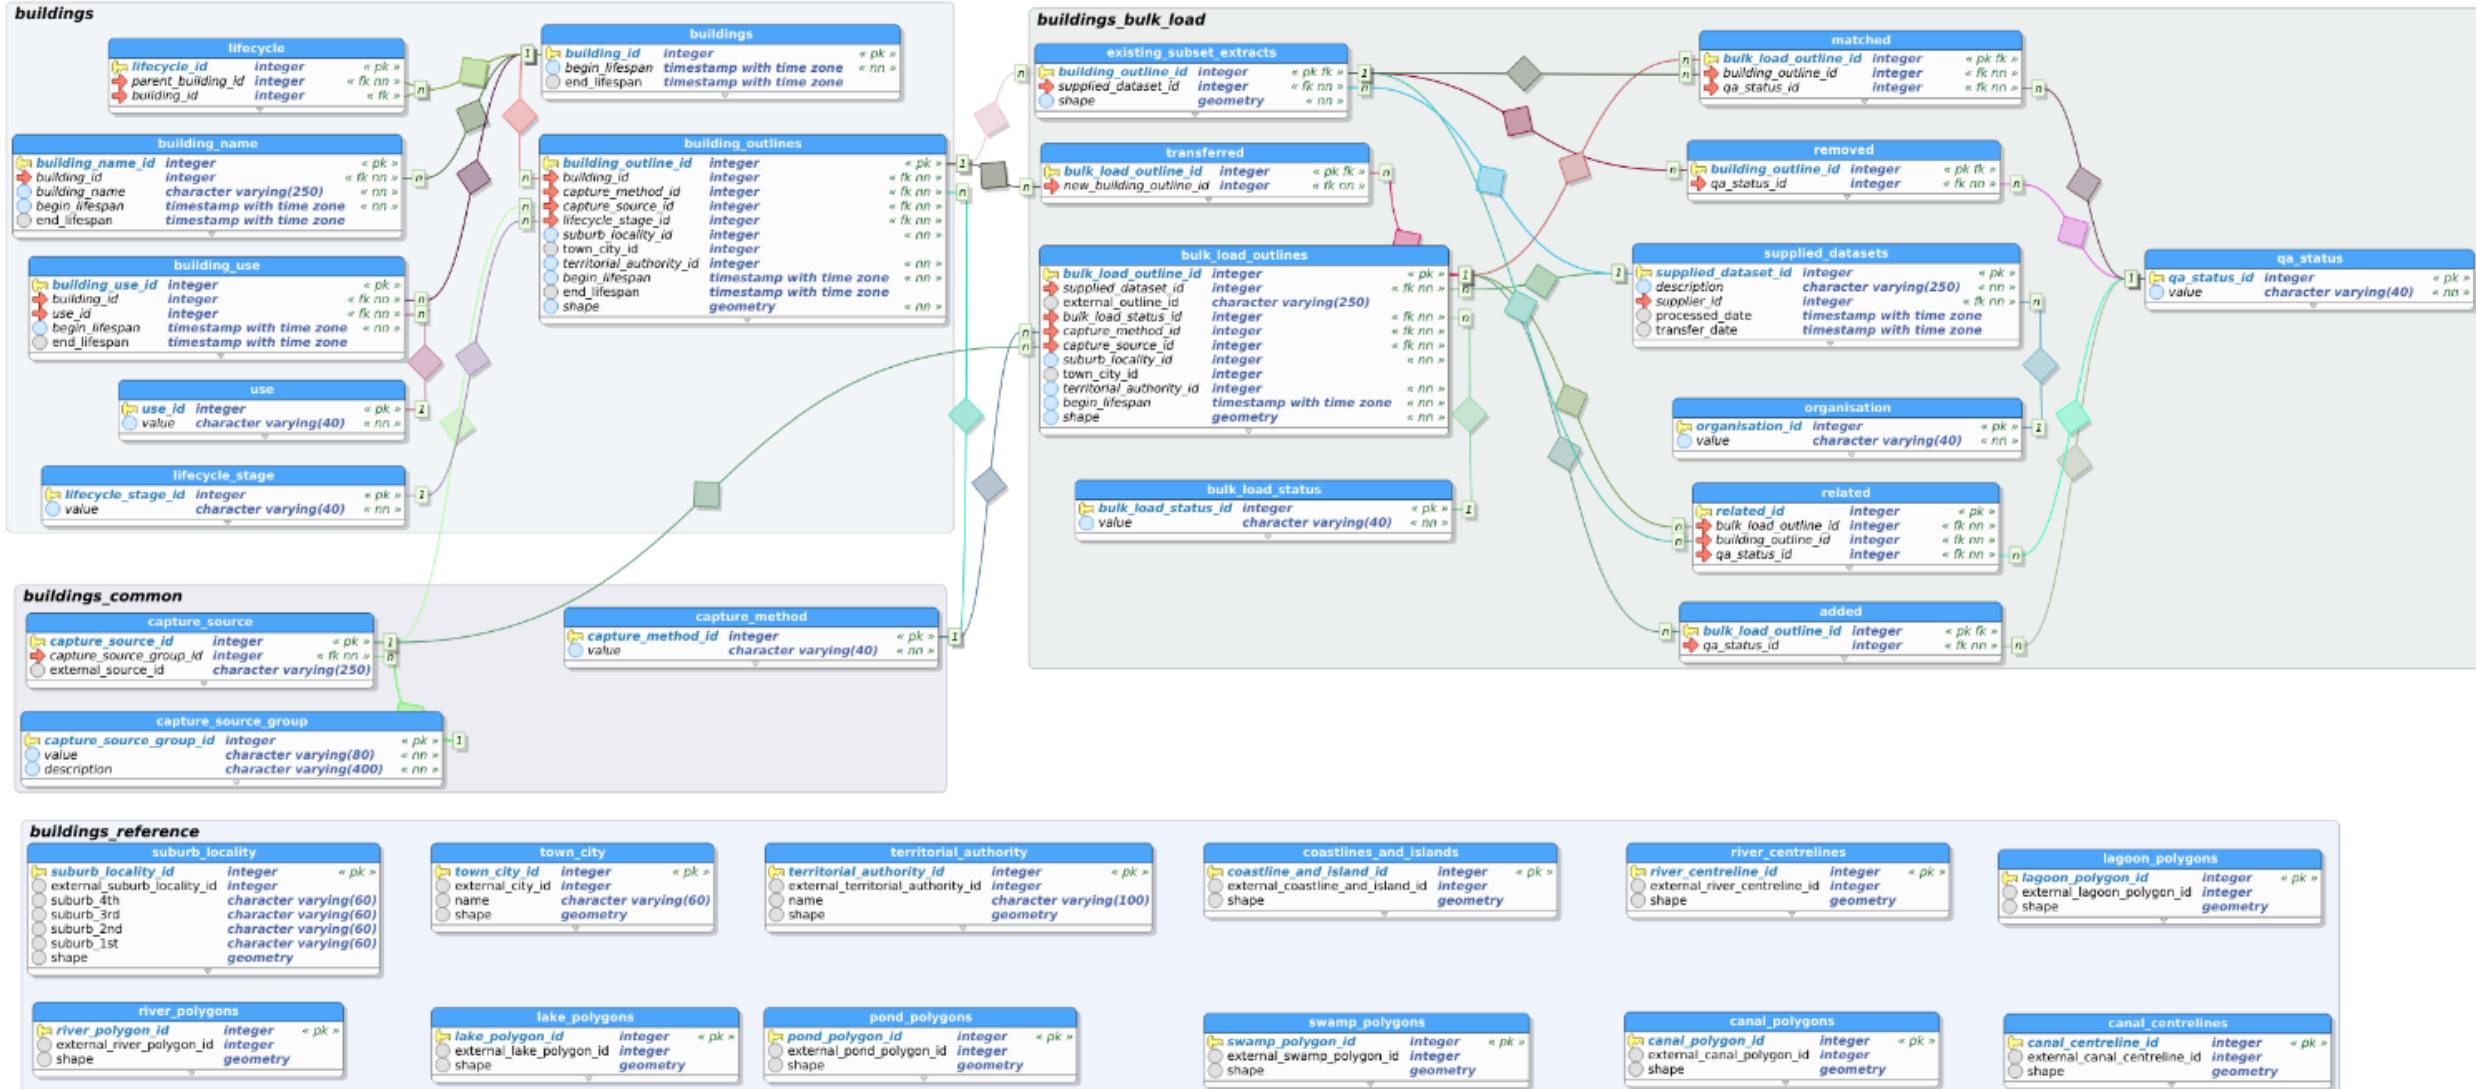 buildings
lifecycle
lifecycle_id integer « pk »
parent_building_id integer « fk nn »
building_id integer « fk »
buildings
building_id integer « pk »
begin_lifespan timestamp with time zone « nn »
end_lifespan timestamp with time zone
building_name
building_name_id integer « pk »
building_id integer « fk nn »
building_name character varying(250) « nn »
begin_lifespan timestamp with time zone « nn »
end_lifespan timestamp with time zone
building_outlines
building_outline_id integer « pk »
building_id integer « fk nn »
capture_method_id integer « fk nn »
capture_source_id integer « fk nn »
lifecycle_stage_id integer « fk nn »
suburb_locality_id integer « nn »
town_city_id integer
territorial_authority_id integer « nn »
begin_lifespan timestamp with time zone « nn »
end_lifespan timestamp with time zone
shape geometry « nn »
building_use
building_use_id integer « pk »
building_id integer « fk nn »
use_id integer « fk nn »
begin_lifespan timestamp with time zone « nn »
end_lifespan timestamp with time zone
use
use_id integer « pk »
value character varying(40) « nn »
lifecycle_stage
lifecycle_stage_id integer « pk »
value character varying(40) « nn »
buildings_bulk_load
existing_subset_extracts
building_outline_id integer « pk fk »
supplied_dataset_id integer « fk nn »
shape geometry « nn »
transferred
bulk_load_outline_id integer « pk fk »
new_building_outline_id integer « fk nn »
bulk_load_outlines
bulk_load_outline_id integer « pk »
supplied_dataset_id integer « fk nn »
external_outline_id character varying(250)
bulk_load_status_id integer « fk nn »
capture_method_id integer « fk nn »
capture_source_id integer « fk nn »
suburb_locality_id integer « nn »
town_city_id integer
territorial_authority_id integer « nn »
begin_lifespan timestamp with time zone « nn »
shape geometry « nn »
bulk_load_status
bulk_load_status_id integer « pk »
value character varying(40) « nn »
matched
bulk_load_outline_id integer « pk fk »
building_outline_id integer « fk nn »
qa_status_id integer « fk nn »
removed
building_outline_id integer « pk fk »
qa_status_id integer « fk nn »
supplied_datasets
supplied_dataset_id integer « pk »
description character varying(250) « nn »
supplier_id integer « fk nn »
processed_date timestamp with time zone
transfer_date timestamp with time zone
qa_status
qa_status_id integer « pk »
value character varying(40) « nn »
organisation
organisation_id integer « pk »
value character varying(40) « nn »
related
related_id integer « pk »
bulk_load_outline_id integer « fk nn »
building_outline_id integer « fk nn »
qa_status_id integer « fk nn »
added
bulk_load_outline_id integer « pk fk »
qa_status_id integer « fk nn »
buildings_common
capture_source
capture_source_id integer « pk »
capture_source_group_id integer « fk nn »
external_source_id character varying(250)
capture_method
capture_method_id integer « pk »
value character varying(40) « nn »
capture_source_group
capture_source_group_id integer « pk »
value character varying(80) « nn »
description character varying(400) « nn »
buildings_reference
suburb_locality
suburb_locality_id integer « pk »
external_suburb_locality_id integer
suburb_4th character varying(60)
suburb_3rd character varying(60)
suburb_2nd character varying(60)
suburb_1st character varying(60)
shape geometry
town_city
town_city_id integer « pk »
external_city_id integer
name character varying(60)
shape geometry
territorial_authority
territorial_authority_id integer « pk »
external_territorial_authority_id integer
name character varying(100)
shape geometry
coastlines_and_islands
coastline_and_island_id integer « pk »
external_coastline_and_island_id integer
shape geometry
river_centrelines
river_centreline_id integer « pk »
external_river_centreline_id integer
shape geometry
lagoon_polygons
lagoon_polygon_id integer « pk »
external_lagoon_polygon_id integer
shape geometry
river_polygons
river_polygon_id integer « pk »
external_river_polygon_id integer
shape geometry
lake_polygons
lake_polygon_id integer « pk »
external_lake_polygon_id integer
shape geometry
pond_polygons
pond_polygon_id integer « pk »
external_pond_polygon_id integer
shape geometry
swamp_polygons
swamp_polygon_id integer « pk »
external_swamp_polygon_id integer
shape geometry
canal_polygons
canal_polygon_id integer « pk »
external_canal_polygon_id integer
shape geometry
canal_centrelines
canal_centreline_id integer « pk »
external_canal_centreline_id integer
shape geometry